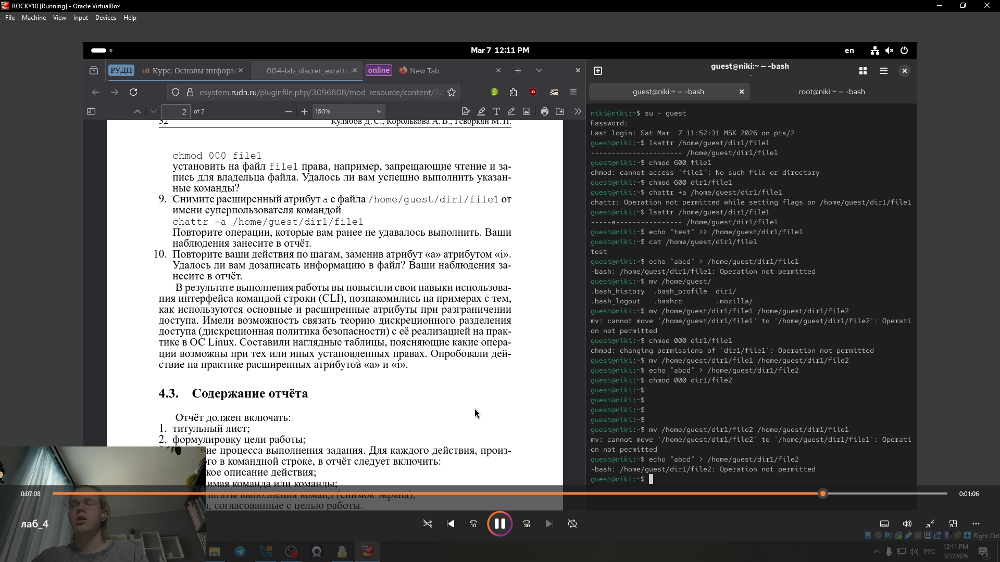 ROCKY10 [Running] - Oracle VirtualBox
File Machine View Input Devices Help
Mar 7 12:11 PM
en
РУДН
Курс: Основы информ
004-lab_discret_extattr.
online
New Tab
esystem.rudn.ru/pluginfile.php/3096808/mod_resource/content/3/
2 of 2
160%
32 Кулябов Д. С., Королькова А. В., Геворкян М. Н.
chmod 000 file1
установить на файл file1 права, например, запрещающие чтение и за-
пись для владельца файла. Удалось ли вам успешно выполнить указан-
ные команды?
9. Снимите расширенный атрибут a с файла /home/guest/dirl/file1 от
имени суперпользователя командой
chattr -a /home/guest/dir1/file1
Повторите операции, которые вам ранее не удавалось выполнить. Ваши
наблюдения занесите в отчёт.
10. Повторите ваши действия по шагам, заменив атрибут «a» атрибутом «i».
Удалось ли вам дозаписать информацию в файл? Ваши наблюдения за-
несите в отчёт.
В результате выполнения работы вы повысили свои навыки использова-
ния интерфейса командой строки (CLI), познакомились на примерах с тем,
как используются основные и расширенные атрибуты при разграничении
доступа. Имели возможность связать теорию дискреционного разделения
доступа (дискреционная политика безопасности) с её реализацией на прак-
тике в ОС Linux. Составили наглядные таблицы, поясняющие какие опера-
ции возможны при тех или иных установленных правах. Опробовали дей-
ствие на практике расширенных атрибутов «a» и «i».
4.3. Содержание отчёта
Отчёт должен включать:
1. титульный лист;
2. формулировку цели работы;
ие процесса выполнения задания. Для каждого действия, произ-
ого в командной строке, в отчёт следует включить:
кое описание действия;
имая команда или команды;
льтаты выполнения команд (снимок экрана);
, согласованные с целью работы.
guest@niki:~ — -bash
~
guest@niki:~ — -bash
root@niki:~ — -bash
niki@niki:~$ su - guest
Password:
Last login: Sat Mar  7 11:52:31 MSK 2026 on pts/2
guest@niki:~$ lsattr /home/guest/dir1/file1
---------------------- /home/guest/dir1/file1
guest@niki:~$ chmod 600 file1
chmod: cannot access 'file1': No such file or directory
guest@niki:~$ chmod 600 dir1/file1
guest@niki:~$ chattr +a /home/guest/dir1/file1
chattr: Operation not permitted while setting flags on /home/guest/dir1/file1
guest@niki:~$ lsattr /home/guest/dir1/file1
-----a---------------- /home/guest/dir1/file1
guest@niki:~$ echo "test" >> /home/guest/dir1/file1
guest@niki:~$ cat /home/guest/dir1/file1
test
guest@niki:~$ echo "abcd" > /home/guest/dir1/file1
-bash: /home/guest/dir1/file1: Operation not permitted
guest@niki:~$ mv /home/guest/
.bash_history .bash_profile dir1/
.bash_logout .bashrc .mozilla/
guest@niki:~$ mv /home/guest/dir1/file1 /home/guest/dir1/file2
mv: cannot move '/home/guest/dir1/file1' to '/home/guest/dir1/file2': Operati
on not permitted
guest@niki:~$ chmod 000 dir1/file1
chmod: changing permissions of 'dir1/file1': Operation not permitted
guest@niki:~$ mv /home/guest/dir1/file1 /home/guest/dir1/file2
guest@niki:~$ echo "abcd" > /home/guest/dir1/file2
guest@niki:~$ chmod 000 dir1/file2
guest@niki:~$
guest@niki:~$
guest@niki:~$
guest@niki:~$
guest@niki:~$ mv /home/guest/dir1/file2 /home/guest/dir1/file1
mv: cannot move '/home/guest/dir1/file2' to '/home/guest/dir1/file1': Operati
on not permitted
guest@niki:~$ echo "abcd" > /home/guest/dir1/file2
-bash: /home/guest/dir1/file2: Operation not permitted
guest@niki:~$
0:07:08
0:01:06
лаб_4
10
30
Right Ctrl
РУС
12:11 PM
3/7/2026
2